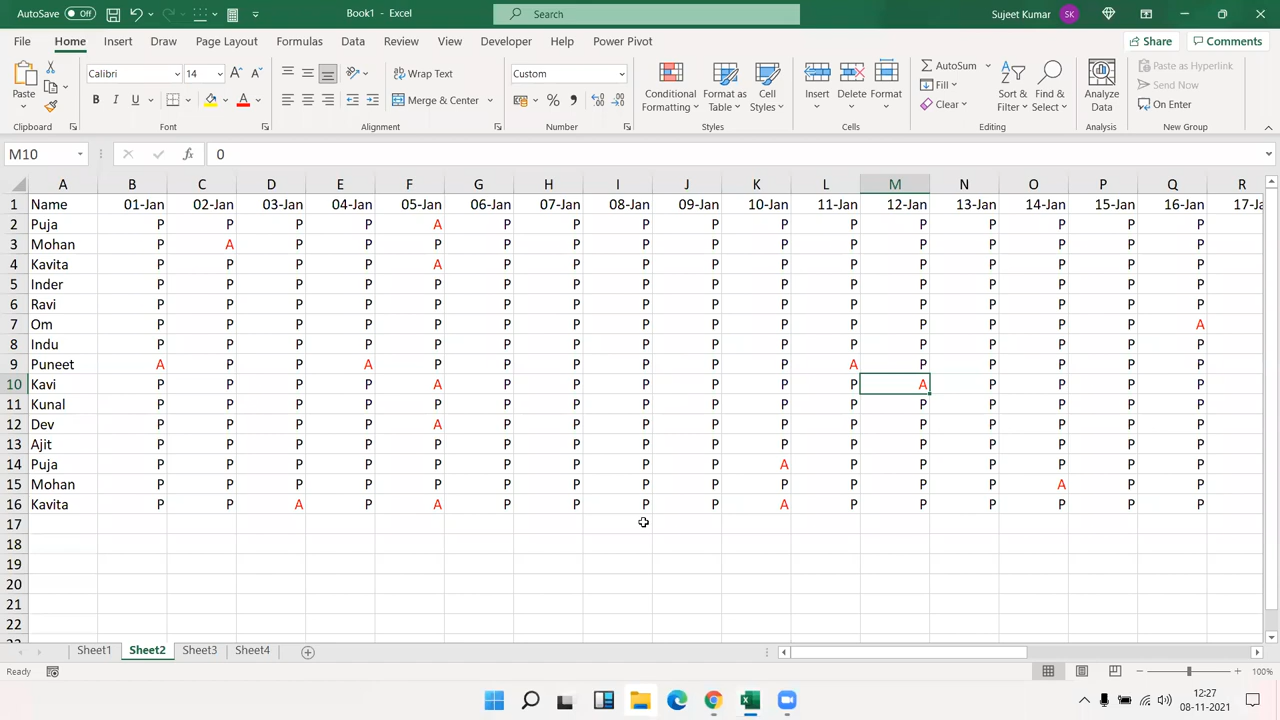 AutoSave Off Book1 - Excel Search Sujeet Kumar SK
File Home Insert Draw Page Layout Formulas Data Review View Developer Help Power Pivot Share Comments
Paste Calibri 14 Wrap Text Custom Conditional Formatting Format as Table Cell Styles Insert Delete Format AutoSum Sort & Filter Find & Select Analyze Data Paste as Hyperlink
B I U Merge & Center Fill Send Now
Clear On Enter
Clipboard Font Alignment Number Styles Cells Editing Analysis New Group
M10 fx 0
A B C D E F G H I J K L M N O P Q R
1 Name 01-Jan 02-Jan 03-Jan 04-Jan 05-Jan 06-Jan 07-Jan 08-Jan 09-Jan 10-Jan 11-Jan 12-Jan 13-Jan 14-Jan 15-Jan 16-Jan 17-Ja
2 Puja P P P P A P P P P P P P P P P P
3 Mohan P A P P P P P P P P P P P P P P
4 Kavita P P P P A P P P P P P P P P P P
5 Inder P P P P P P P P P P P P P P P P
6 Ravi P P P P P P P P P P P P P P P P
7 Om P P P P P P P P P P P P P P P A
8 Indu P P P P P P P P P P P P P P P P
9 Puneet A P P A P P P P P P A P P P P P
10 Kavi P P P P A P P P P P P A P P P P
11 Kunal P P P P P P P P P P P P P P P P
12 Dev P P P P A P P P P P P P P P P P
13 Ajit P P P P P P P P P P P P P P P P
14 Puja P P P P P P P P P A P P P P P P
15 Mohan P P P P P P P P P P P P P A P P
16 Kavita P P A P A P P P P A P P P P P P
17
18
19
20
21
22
Sheet1 Sheet2 Sheet3 Sheet4
Ready 100%
12:27
08-11-2021